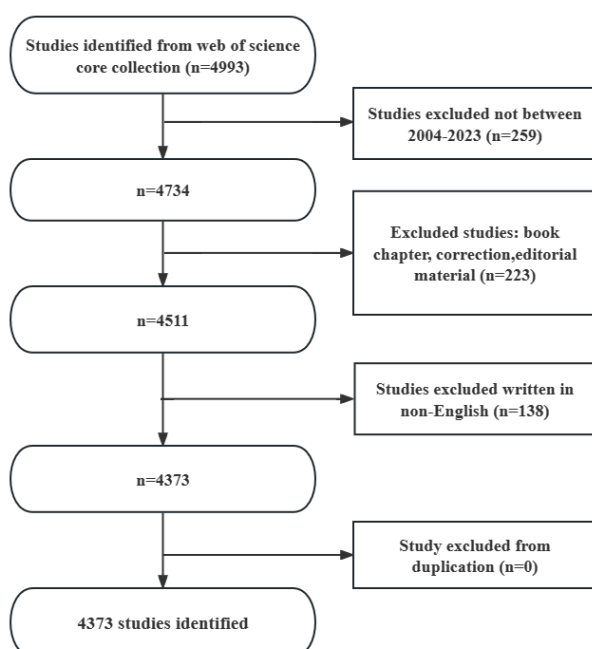 Studies identified from web of science
core collection (n=4993)
Studies excluded not between
2004-2023 (n=259)
n=4734
Excluded studies: book
chapter, correction,editorial
material (n=223)
n=4511
Studies excluded written in
non-English (n=138)
n=4373
Study excluded from
duplication (n=0)
4373 studies identified